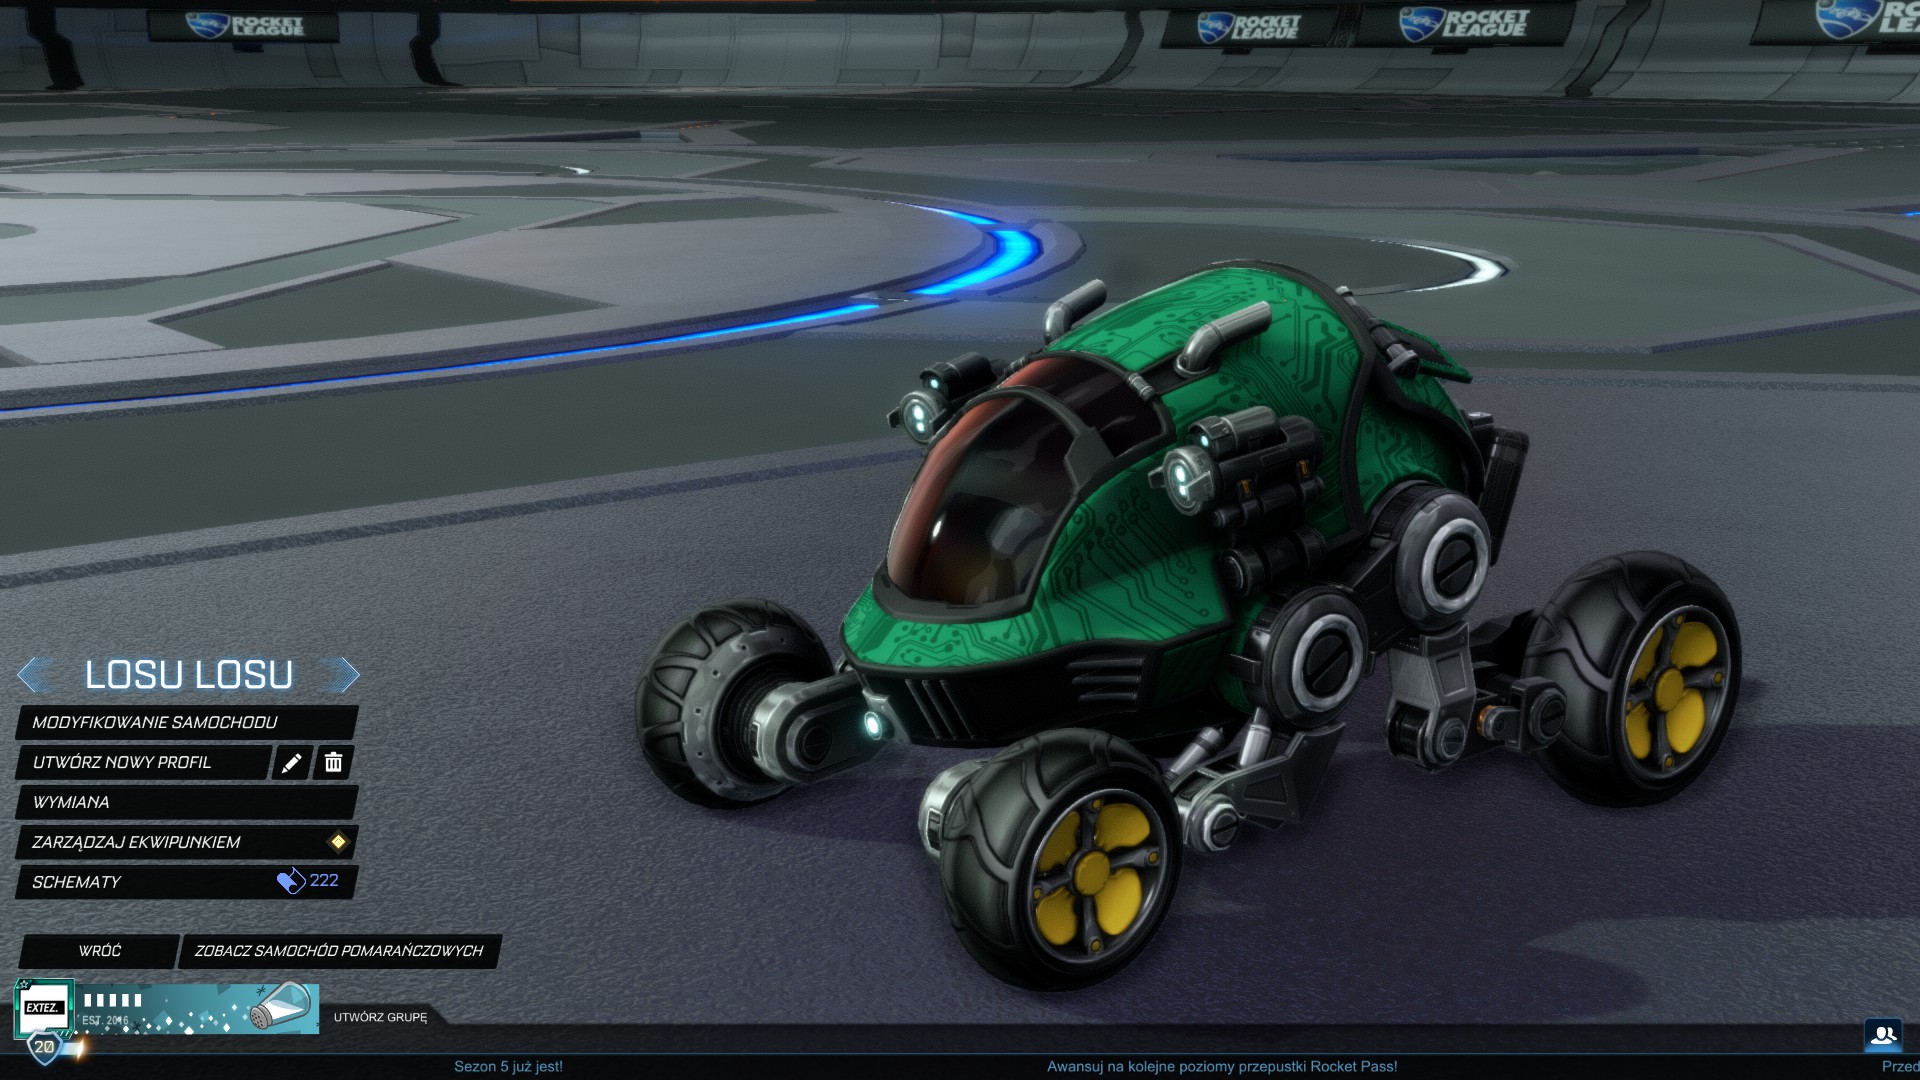 ROCKET
LEAGUE
ROCKET
LEAGUE
ROCKET
LEAGUE
LOSU LOSU
MODYFIKOWANIE SAMOCHODU
UTWÓRZ NOWY PROFIL
WYMIANA
ZARZĄDZAJ EKWIPUNKIEM
SCHEMATY 222
WRÓĆ ZOBACZ SAMOCHÓD POMARAŃCZOWYCH
EXTEZ.
EST. 2016
UTWÓRZ GRUPĘ
20
Sezon 5 już jest! Awansuj na kolejne poziomy przepustki Rocket Pass! Przed